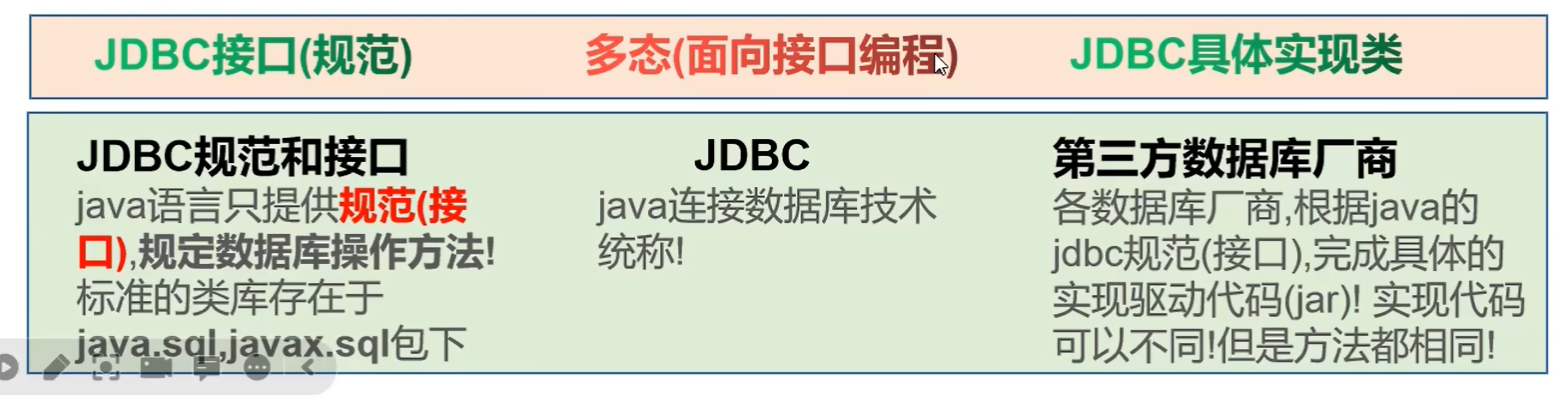 JDBC接口(规范)
多态(面向接口编程)
JDBC具体实现类
JDBC规范和接口
java语言只提供规范(接
口),规定数据库操作方法!
标准的类库存在于
java.sql,javax.sql包下
JDBC
java连接数据库技术
统称!
第三方数据库厂商
各数据库厂商,根据java的
jdbc规范(接口),完成具体的
实现驱动代码(jar)! 实现代码
可以不同!但是方法都相同!